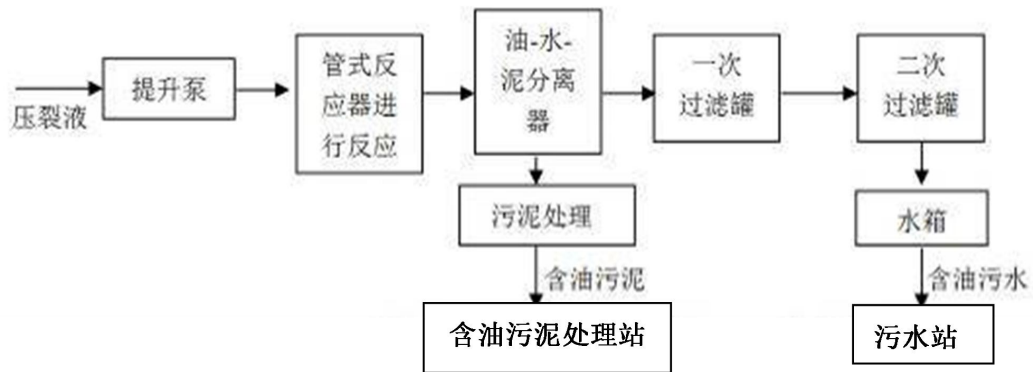 压裂液
提升泵
管式反
应器进
行反应
油-水-
泥分离
器
一次
过滤罐
二次
过滤罐
污泥处理
水箱
含油污泥
含油污水
含油污泥处理站
污水站